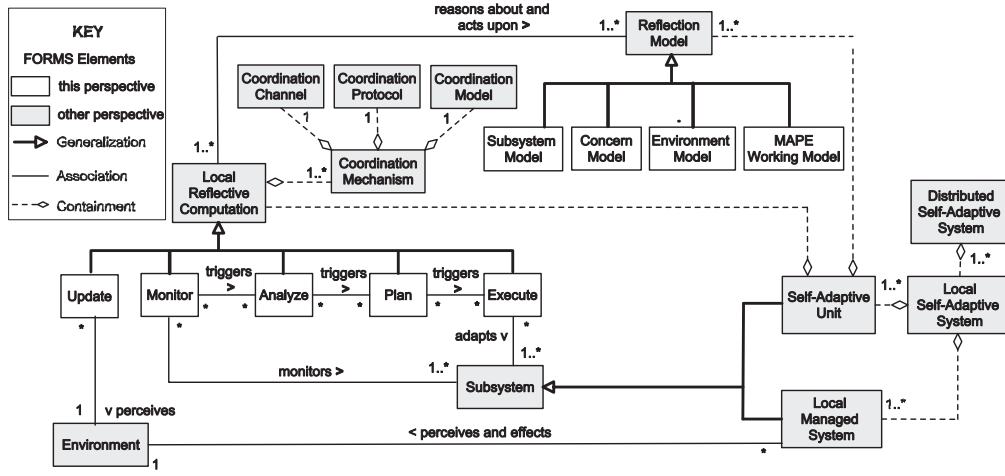 KEY
FORMS Elements
this perspective
other perspective
Generalization
Association
Containment
reasons about and
acts upon >
1..*
1..*
Reflection
Model
1..*
Coordination
Channel
Coordination
Protocol
Coordination
Model
1
1
1
Subsystem
Model
Concern
Model
Environment
Model
MAPE
Working Model
Local
Reflective
Computation
1..*
Coordination
Mechanism
Distributed
Self-Adaptive
System
1..*
Update
Monitor
triggers
>
Analyze
triggers
>
Plan
triggers
>
Execute
*
*
*
*
*
*
Self-Adaptive
Unit
1..*
Local
Self-Adaptive
System
*
*
*
adapts v
1..*
monitors >
1..*
Subsystem
1
v perceives
Local
Managed
System
1..*
Environment
1
< perceives and effects
*